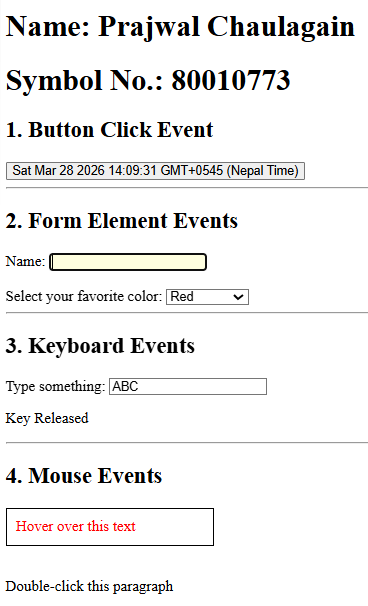 Name: Prajwal Chaulagain
Symbol No.: 80010773
1. Button Click Event
Sat Mar 28 2026 14:09:31 GMT+0545 (Nepal Time)
2. Form Element Events
Name:
Select your favorite color: Red
3. Keyboard Events
Type something: ABC
Key Released
4. Mouse Events
Hover over this text
Double-click this paragraph